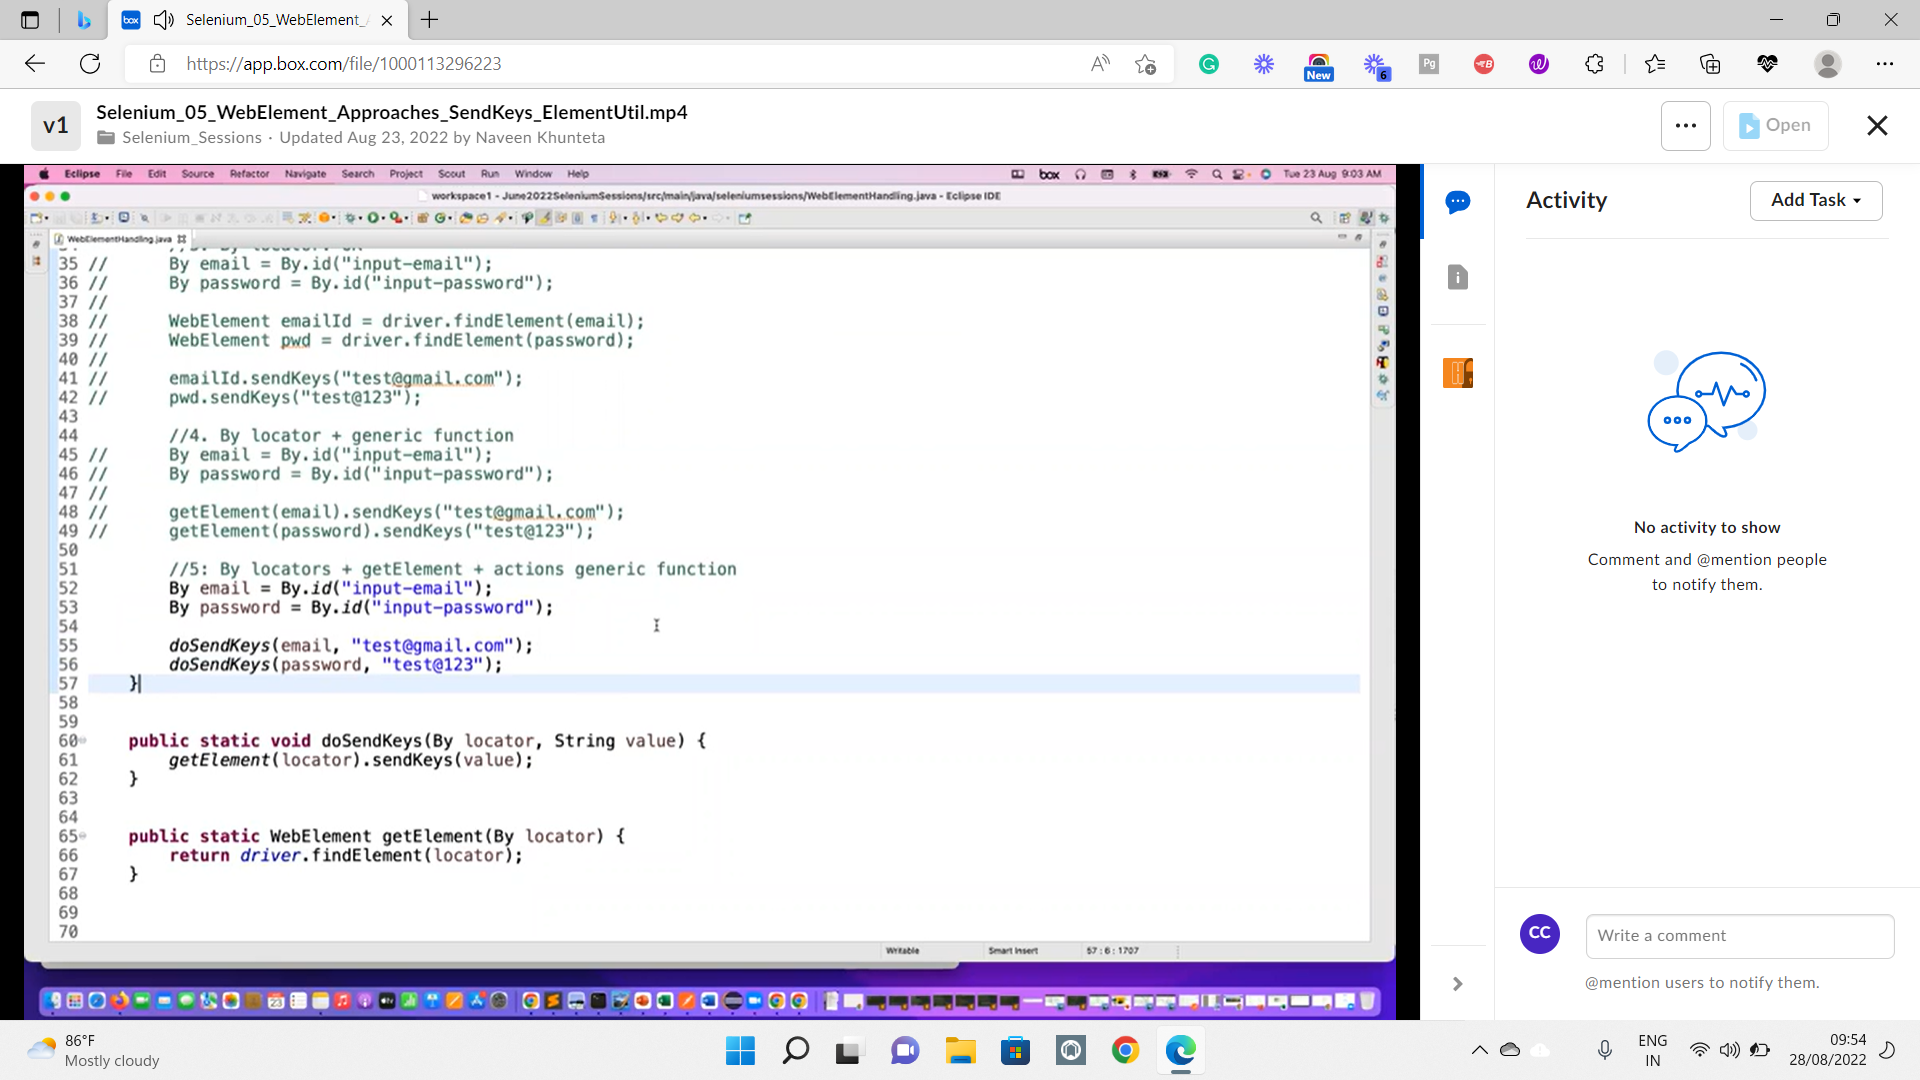 Selenium_05_WebElement_A
https://app.box.com/file/1000113296223
New
6
Pg
v1
Selenium_05_WebElement_Approaches_SendKeys_ElementUtil.mp4
Selenium_Sessions · Updated Aug 23, 2022 by Naveen Khunteta
Open
Eclipse File Edit Source Refactor Navigate Search Project Scout Run Window Help
box
Tue 23 Aug 9:03 AM
workspace1 - June2022SeleniumSessions/src/main/java/seleniumsessions/WebElementHandling.java - Eclipse IDE
WebElementHandling.java
35 // By email = By.id("input-email");
36 // By password = By.id("input-password");
37 //
38 // WebElement emailId = driver.findElement(email);
39 // WebElement pwd = driver.findElement(password);
40 //
41 // emailId.sendKeys("test@gmail.com");
42 // pwd.sendKeys("test@123");
43
44 //4. By locator + generic function
45 // By email = By.id("input-email");
46 // By password = By.id("input-password");
47 //
48 // getElement(email).sendKeys("test@gmail.com");
49 // getElement(password).sendKeys("test@123");
50
51 //5: By locators + getElement + actions generic function
52 By email = By.id("input-email");
53 By password = By.id("input-password");
54
55 doSendKeys(email, "test@gmail.com");
56 doSendKeys(password, "test@123");
57 }
58
59
60 public static void doSendKeys(By locator, String value) {
61 getElement(locator).sendKeys(value);
62 }
63
64
65 public static WebElement getElement(By locator) {
66 return driver.findElement(locator);
67 }
68
69
70
Writable Smart Insert 57 : 6 : 1707
Activity
Add Task
No activity to show
Comment and @mention people
to notify them.
CC
Write a comment
@mention users to notify them.
86°F
Mostly cloudy
ENG
IN
09:54
28/08/2022